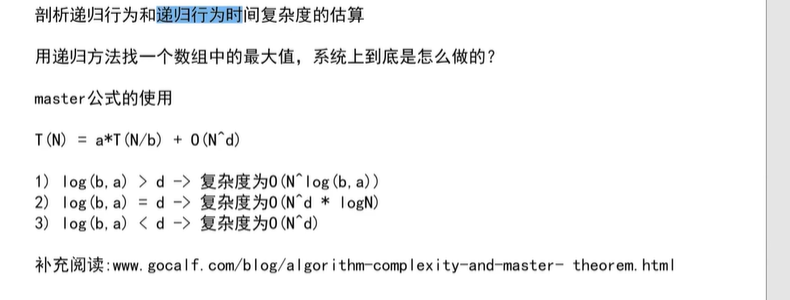 剖析递归行为和递归行为时间复杂度的估算
用递归方法找一个数组中的最大值，系统上到底是怎么做的？
master公式的使用
T(N) = a*T(N/b) + O(N^d)
1) log(b,a) > d -> 复杂度为O(N^log(b,a))
2) log(b,a) = d -> 复杂度为O(N^d * logN)
3) log(b,a) < d -> 复杂度为O(N^d)
补充阅读:www.gocalf.com/blog/algorithm-complexity-and-master- theorem.html